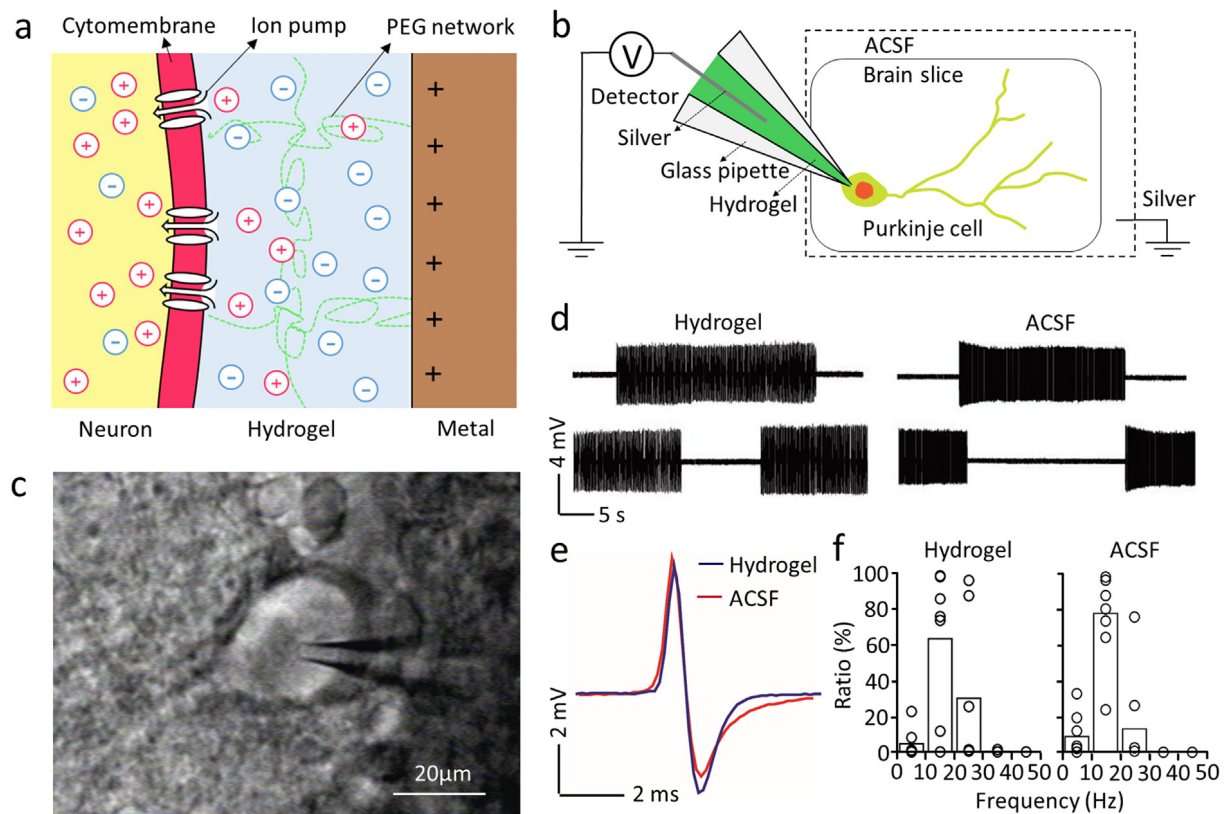 a
Cytomembrane
Ion pump
PEG network
Neuron
Hydrogel
Metal
b
V
Detector
Silver
Glass pipette
Hydrogel
ACSF
Brain slice
Purkinje cell
Silver
c
20μm
d
Hydrogel
ACSF
4 mV
5 s
e
Hydrogel
ACSF
2 mV
2 ms
f
Hydrogel
ACSF
Ratio (%)
100
80
60
40
20
0
0 10 20 30 40 50
0 10 20 30 40 50
Frequency (Hz)